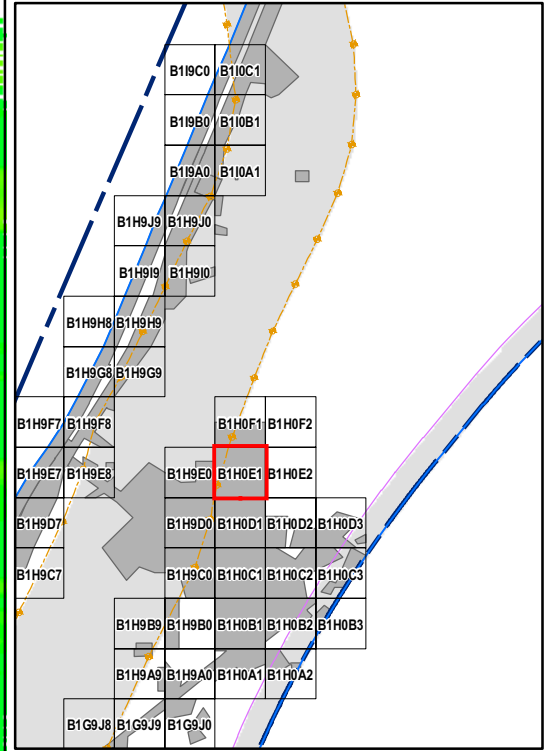 B1I9C0 B1I0C1
B1I9B0 B1I0B1
B1I9A0 B1I0A1
B1H9J9 B1H9J0
B1H9I9 B1H9I0
B1H9H8 B1H9H9
B1H9G8 B1H9G9
B1H9F7 B1H9F8 B1H0F1 B1H0F2
B1H9E7 B1H9E8 B1H9E0 B1H0E1 B1H0E2
B1H9D7 B1H9D0 B1H0D1 B1H0D2 B1H0D3
B1H9C7 B1H9C0 B1H0C1 B1H0C2 B1H0C3
B1H9B9 B1H9B0 B1H0B1 B1H0B2 B1H0B3
B1H9A9 B1H9A0 B1H0A1 B1H0A2
B1G9J8 B1G9J9 B1G9J0